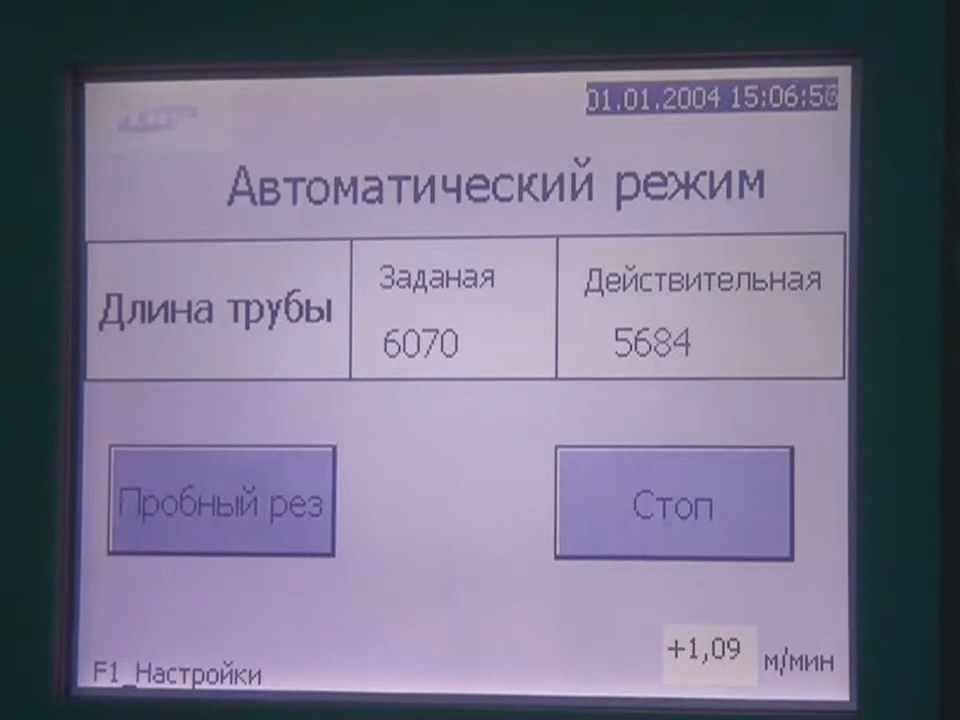 01.01.2004 15:06:56
Автоматический режим
Длина трубы
Заданая
Действительная
6070
5684
Пробный рез
Стоп
+1,09 м/мин
F1_Настройки